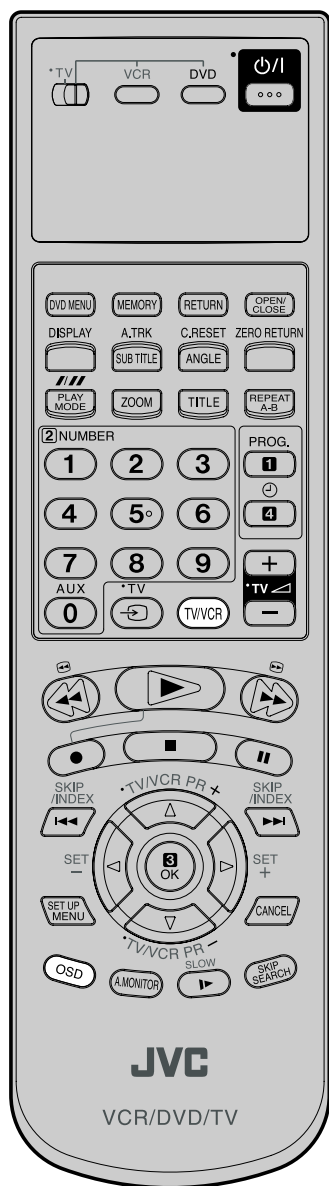 •TV VCR DVD •⏻/I
DVD MENU MEMORY RETURN OPEN/
CLOSE
DISPLAY A.TRK C.RESET ZERO RETURN
SUB TITLE ANGLE
PLAY
MODE ZOOM TITLE REPEAT
A-B
2 NUMBER PROG.
1 2 3 1
4 5 6 4
7 8 9 +
AUX •TV •TV
0 TV/VCR −
SKIP
/INDEX •TV/VCR PR + SKIP
/INDEX
SET
− 3
OK SET
+
SET UP
MENU CANCEL
•TV/VCR PR −
OSD A.MONITOR SLOW SKIP
SEARCH
JVC
VCR/DVD/TV